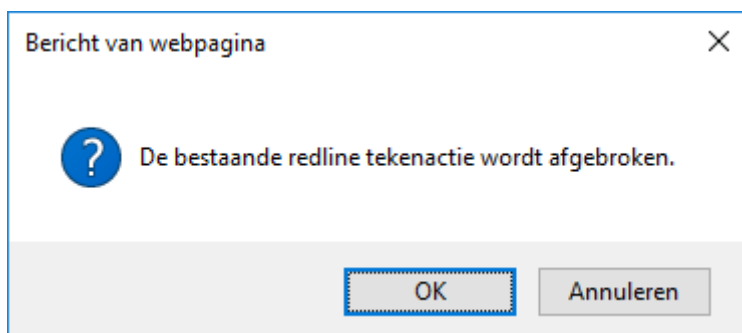 Bericht van webpagina
De bestaande redline tekenactie wordt afgebroken.
OK Annuleren